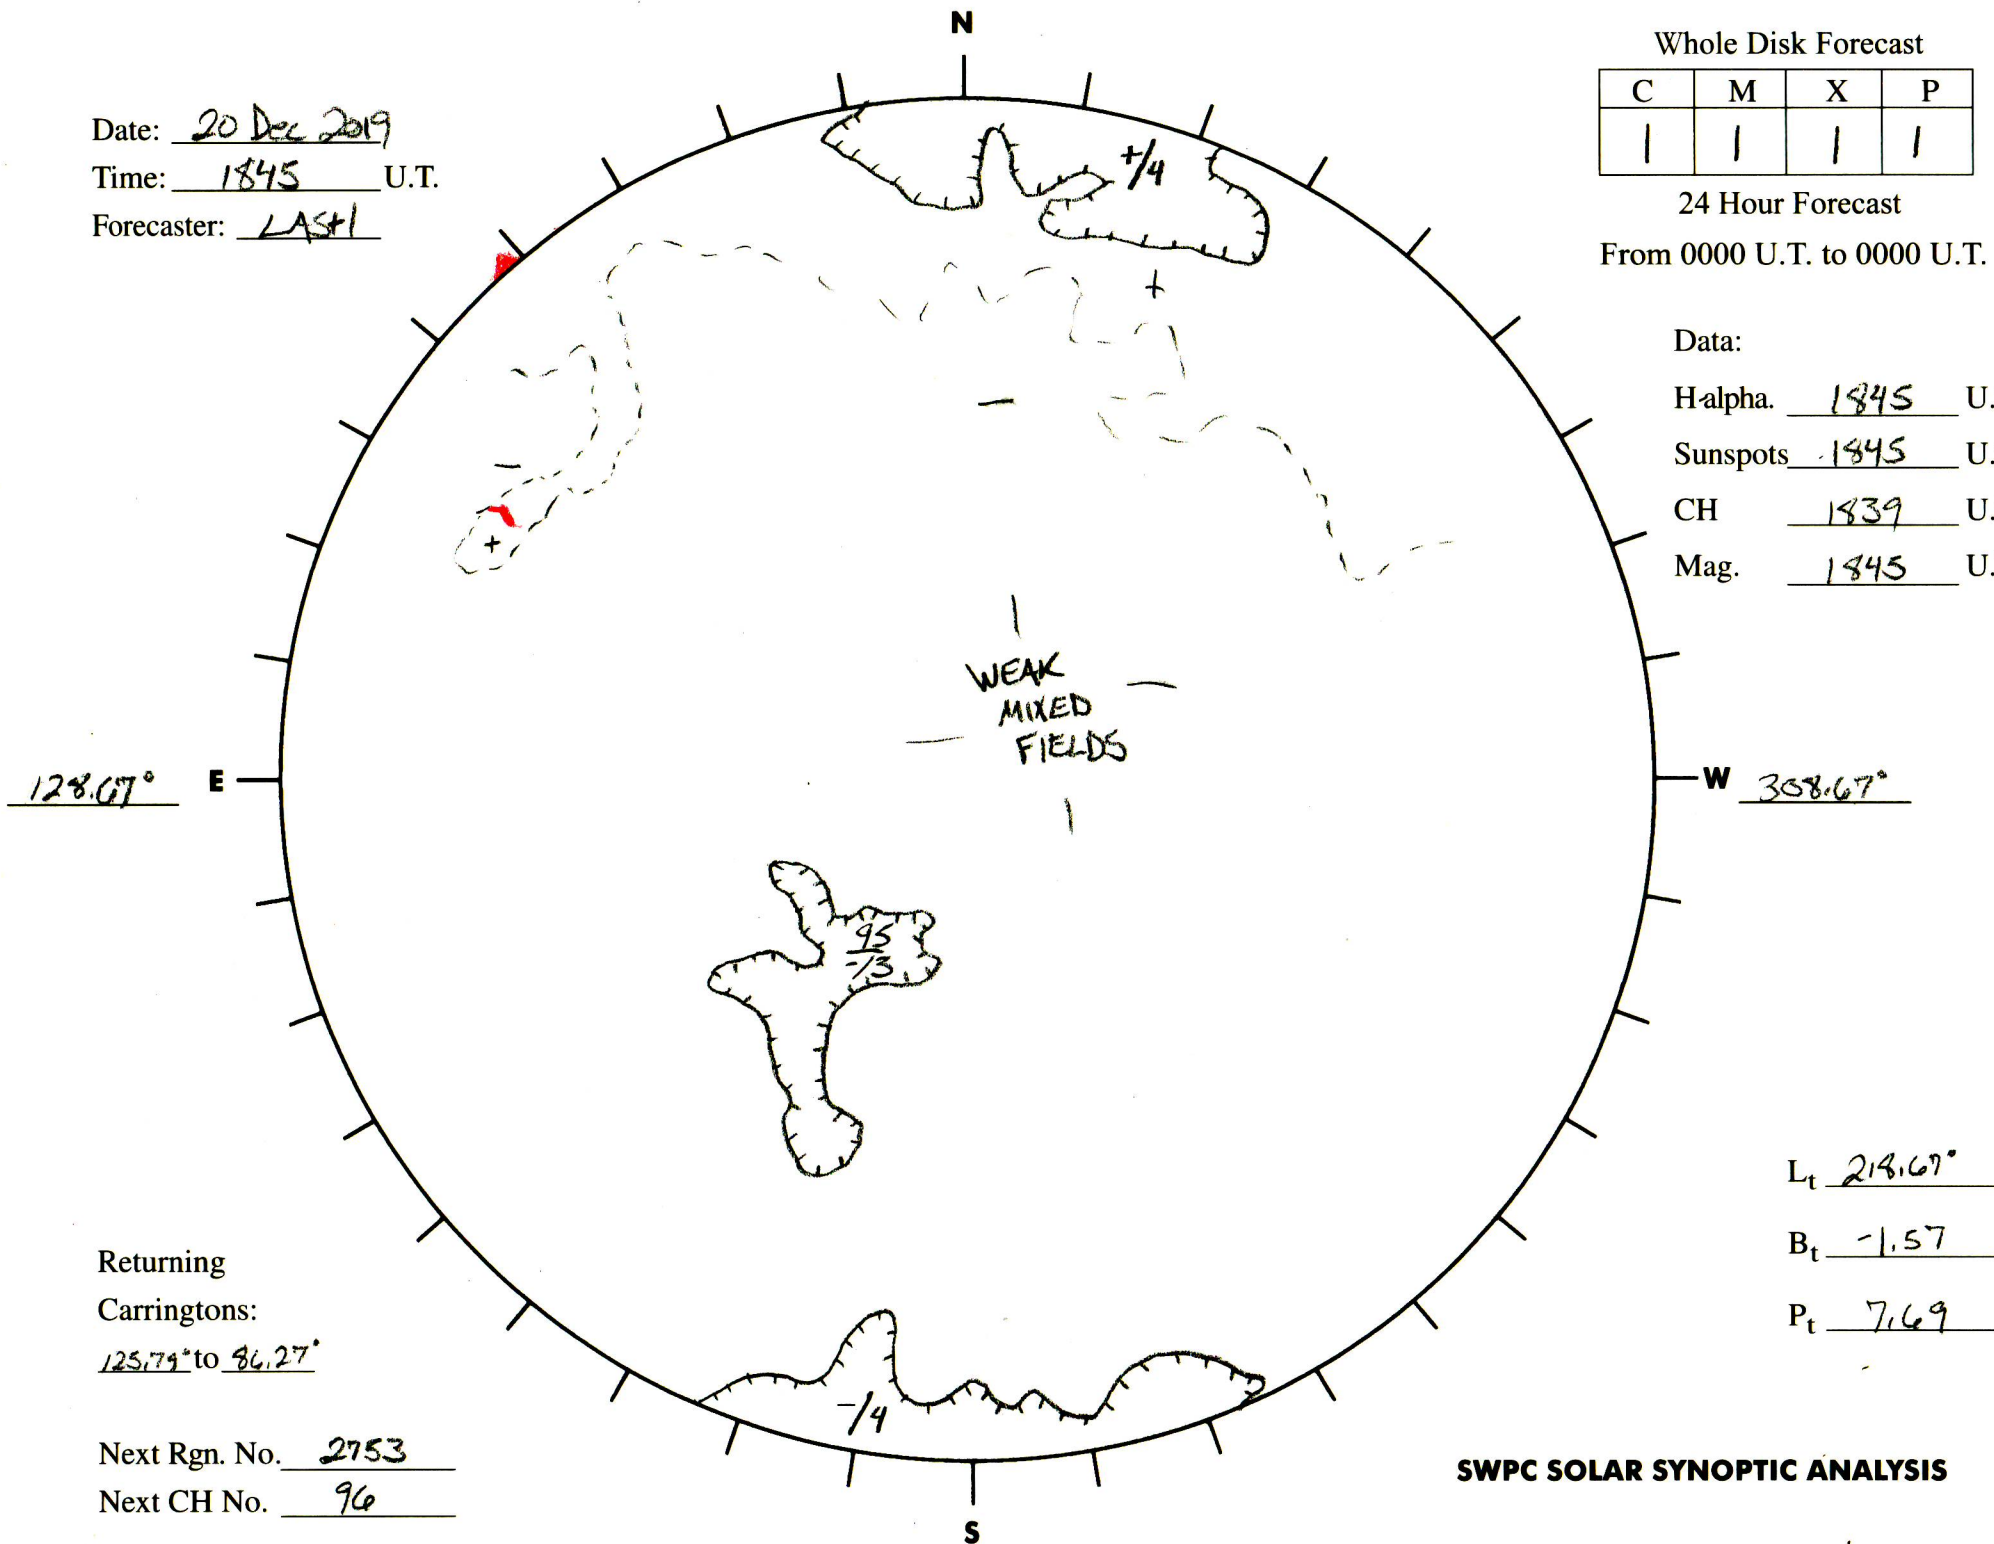 N
Whole Disk Forecast
C M X P
1 1 1 1
24 Hour Forecast
From 0000 U.T. to 0000 U.T.
Date: 20 Dec 2019
Time: 1845 U.T.
Forecaster:
+/4
+
Data:
H-alpha. 1845 U.
Sunspots 1845 U.
CH 1839 U.
Mag. 1845 U.
−
−
+
WEAK
MIXED
FIELDS
128.67° E
W 308.67°
95
-/3
Lt 218.67°
Bt -1.57
Pt 7.69
Returning
Carringtons:
125.79° to 86.27°
-/4
Next Rgn. No. 2753
Next CH No. 96
SWPC SOLAR SYNOPTIC ANALYSIS
S